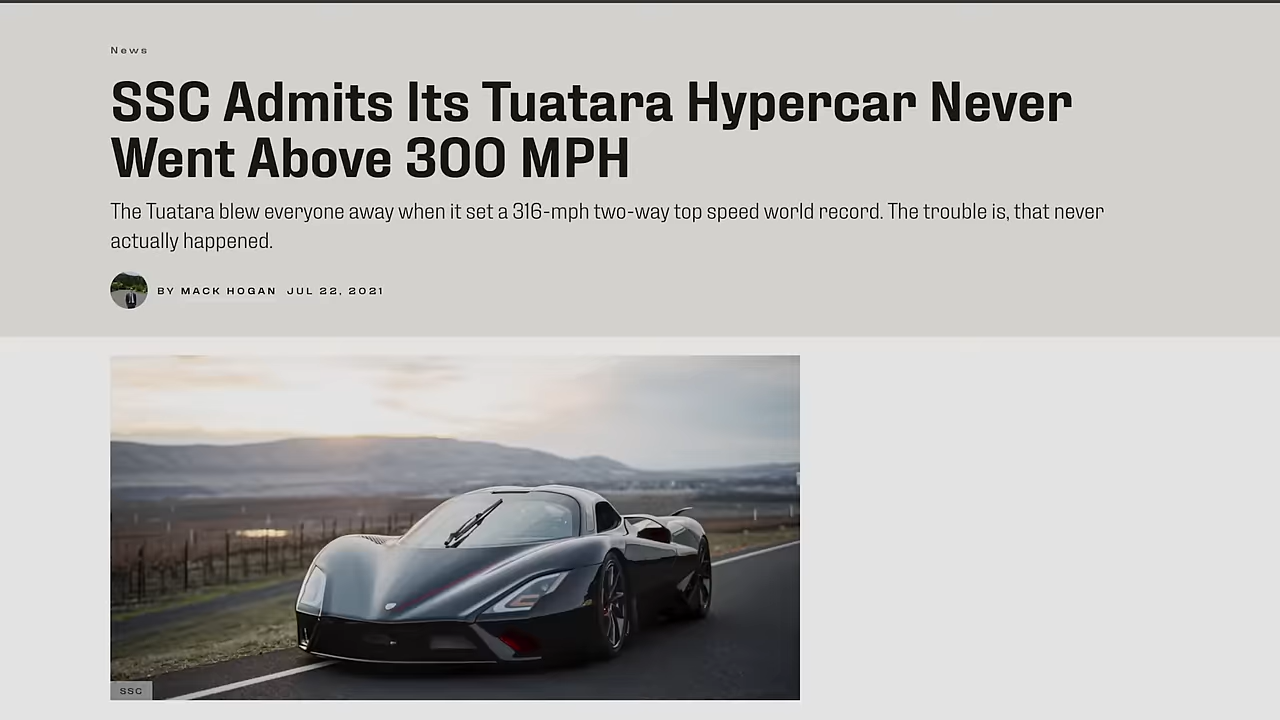 News
SSC Admits Its Tuatara Hypercar Never
Went Above 300 MPH
The Tuatara blew everyone away when it set a 316-mph two-way top speed world record. The trouble is, that never
actually happened.
BY MACK HOGAN JUL 22, 2021
SSC